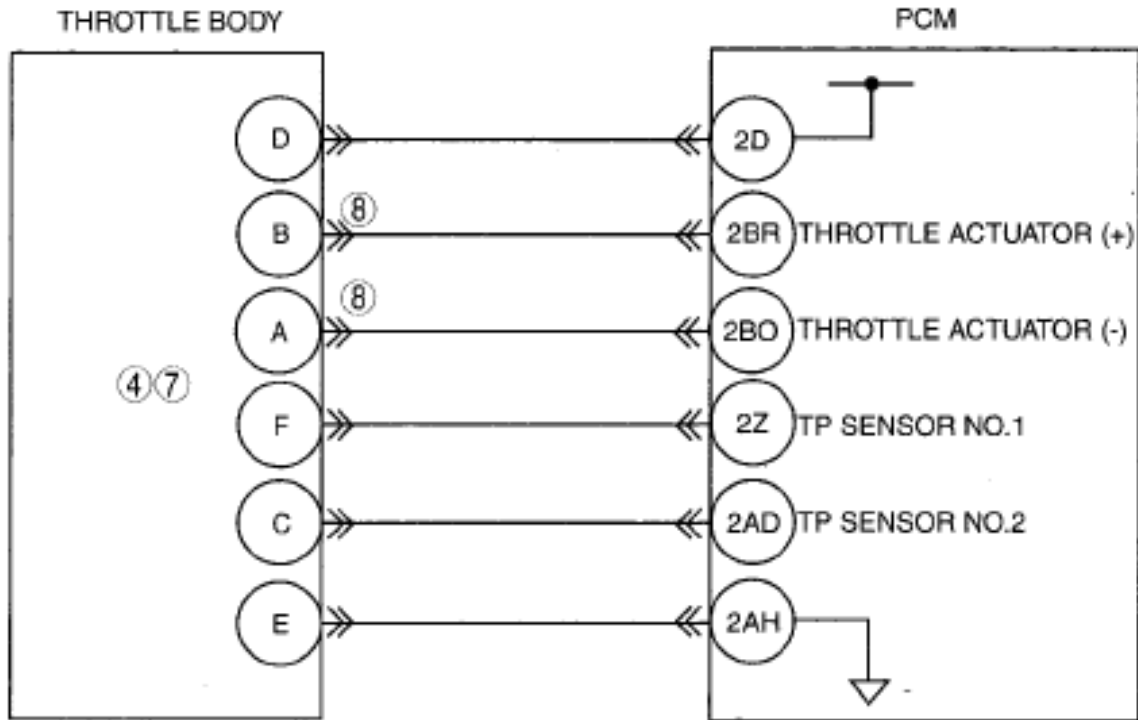 THROTTLE BODY
PCM
D
2D
B
⑧
2BR
THROTTLE ACTUATOR (+)
A
⑧
2BO
THROTTLE ACTUATOR (-)
④⑦
F
2Z
TP SENSOR NO.1
C
2AD
TP SENSOR NO.2
E
2AH